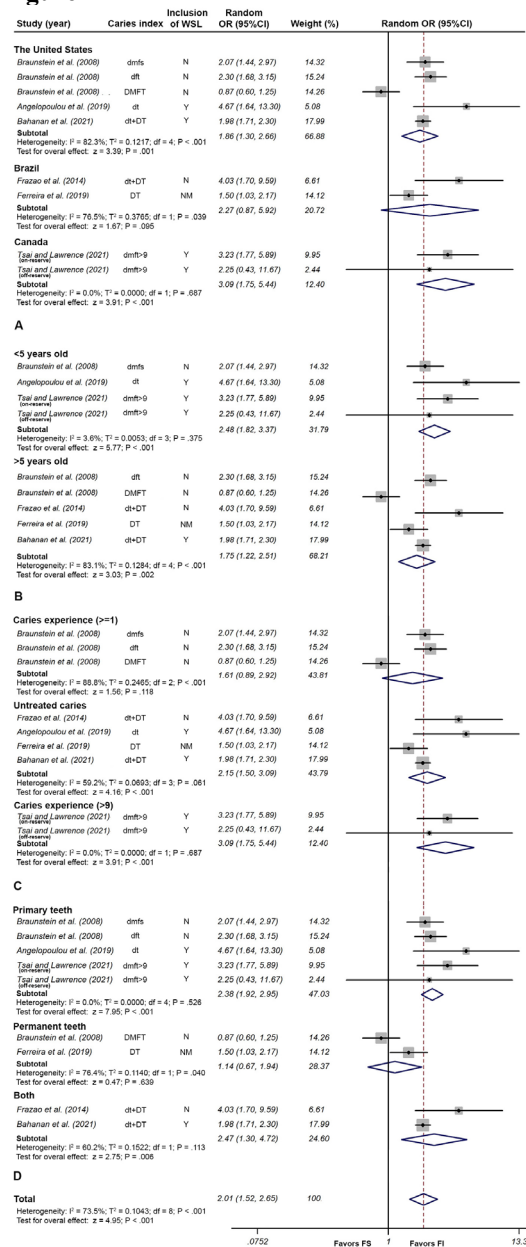 Study (year) Caries index Inclusion of WSL Random OR (95%CI) Weight (%) Random OR (95%CI)
The United States
Braunstein et al. (2008) dmfs N 2.07 (1.44, 2.97) 14.32
Braunstein et al. (2008) dft N 2.30 (1.68, 3.15) 15.24
Braunstein et al. (2008) DMFT N 0.87 (0.60, 1.25) 14.26
Angelopoulou et al. (2019) dt Y 4.67 (1.64, 13.30) 5.08
Bahanan et al. (2021) dt+DT Y 1.98 (1.71, 2.30) 17.99
Subtotal 1.86 (1.30, 2.66) 66.88
Heterogeneity: I² = 82.3%; T² = 0.1217; df = 4; P < .001
Test for overall effect: z = 3.39; P = .001
Brazil
Frazao et al. (2014) dt+DT N 4.03 (1.70, 9.59) 6.61
Ferreira et al. (2019) DT NM 1.50 (1.03, 2.17) 14.12
Subtotal 2.27 (0.87, 5.92) 20.72
Heterogeneity: I² = 76.5%; T² = 0.3765; df = 1; P = .039
Test for overall effect: z = 1.67; P = .095
Canada
Tsai and Lawrence (2021) dmft>9 Y 3.23 (1.77, 5.89) 9.95
(on-reserve)
Tsai and Lawrence (2021) dmft>9 Y 2.25 (0.43, 11.67) 2.44
(off-reserve)
Subtotal 3.09 (1.75, 5.44) 12.40
Heterogeneity: I² = 0.0%; T² = 0.0000; df = 1; P = .687
Test for overall effect: z = 3.91; P < .001
A
<5 years old
Braunstein et al. (2008) dmfs N 2.07 (1.44, 2.97) 14.32
Angelopoulou et al. (2019) dt Y 4.67 (1.64, 13.30) 5.08
Tsai and Lawrence (2021) dmft>9 Y 3.23 (1.77, 5.89) 9.95
(on-reserve)
Tsai and Lawrence (2021) dmft>9 Y 2.25 (0.43, 11.67) 2.44
(off-reserve)
Subtotal 2.48 (1.82, 3.37) 31.79
Heterogeneity: I² = 3.6%; T² = 0.0053; df = 3; P = .375
Test for overall effect: z = 5.77; P < .001
>5 years old
Braunstein et al. (2008) dft N 2.30 (1.68, 3.15) 15.24
Braunstein et al. (2008) DMFT N 0.87 (0.60, 1.25) 14.26
Frazao et al. (2014) dt+DT N 4.03 (1.70, 9.59) 6.61
Ferreira et al. (2019) DT NM 1.50 (1.03, 2.17) 14.12
Bahanan et al. (2021) dt+DT Y 1.98 (1.71, 2.30) 17.99
Subtotal 1.75 (1.22, 2.51) 68.21
Heterogeneity: I² = 83.1%; T² = 0.1284; df = 4; P < .001
Test for overall effect: z = 3.03; P = .002
B
Caries experience (>=1)
Braunstein et al. (2008) dmfs N 2.07 (1.44, 2.97) 14.32
Braunstein et al. (2008) dft N 2.30 (1.68, 3.15) 15.24
Braunstein et al. (2008) DMFT N 0.87 (0.60, 1.25) 14.26
Subtotal 1.61 (0.89, 2.92) 43.81
Heterogeneity: I² = 88.8%; T² = 0.2465; df = 2; P < .001
Test for overall effect: z = 1.56; P = .118
Untreated caries
Frazao et al. (2014) dt+DT N 4.03 (1.70, 9.59) 6.61
Angelopoulou et al. (2019) dt Y 4.67 (1.64, 13.30) 5.08
Ferreira et al. (2019) DT NM 1.50 (1.03, 2.17) 14.12
Bahanan et al. (2021) dt+DT Y 1.98 (1.71, 2.30) 17.99
Subtotal 2.15 (1.50, 3.09) 43.79
Heterogeneity: I² = 59.2%; T² = 0.0693; df = 3; P = .061
Test for overall effect: z = 4.16; P < .001
Caries experience (>9)
Tsai and Lawrence (2021) dmft>9 Y 3.23 (1.77, 5.89) 9.95
(on-reserve)
Tsai and Lawrence (2021) dmft>9 Y 2.25 (0.43, 11.67) 2.44
(off-reserve)
Subtotal 3.09 (1.75, 5.44) 12.40
Heterogeneity: I² = 0.0%; T² = 0.0000; df = 1; P = .687
Test for overall effect: z = 3.91; P < .001
C
Primary teeth
Braunstein et al. (2008) dmfs N 2.07 (1.44, 2.97) 14.32
Braunstein et al. (2008) dft N 2.30 (1.68, 3.15) 15.24
Angelopoulou et al. (2019) dt Y 4.67 (1.64, 13.30) 5.08
Tsai and Lawrence (2021) dmft>9 Y 3.23 (1.77, 5.89) 9.95
(on-reserve)
Tsai and Lawrence (2021) dmft>9 Y 2.25 (0.43, 11.67) 2.44
(off-reserve)
Subtotal 2.38 (1.92, 2.95) 47.03
Heterogeneity: I² = 0.0%; T² = 0.0000; df = 4; P = .526
Test for overall effect: z = 7.95; P < .001
Permanent teeth
Braunstein et al. (2008) DMFT N 0.87 (0.60, 1.25) 14.26
Ferreira et al. (2019) DT NM 1.50 (1.03, 2.17) 14.12
Subtotal 1.14 (0.67, 1.94) 28.37
Heterogeneity: I² = 76.4%; T² = 0.1140; df = 1; P = .040
Test for overall effect: z = 0.47; P = .639
Both
Frazao et al. (2014) dt+DT N 4.03 (1.70, 9.59) 6.61
Bahanan et al. (2021) dt+DT Y 1.98 (1.71, 2.30) 17.99
Subtotal 2.47 (1.30, 4.72) 24.60
Heterogeneity: I² = 60.2%; T² = 0.1522; df = 1; P = .113
Test for overall effect: z = 2.75; P = .006
D
Total 2.01 (1.52, 2.65) 100
Heterogeneity: I² = 73.5%; T² = 0.1043; df = 8; P < .001
Test for overall effect: z = 4.95; P < .001
.0752 Favors FS 1 Favors FI 13.3